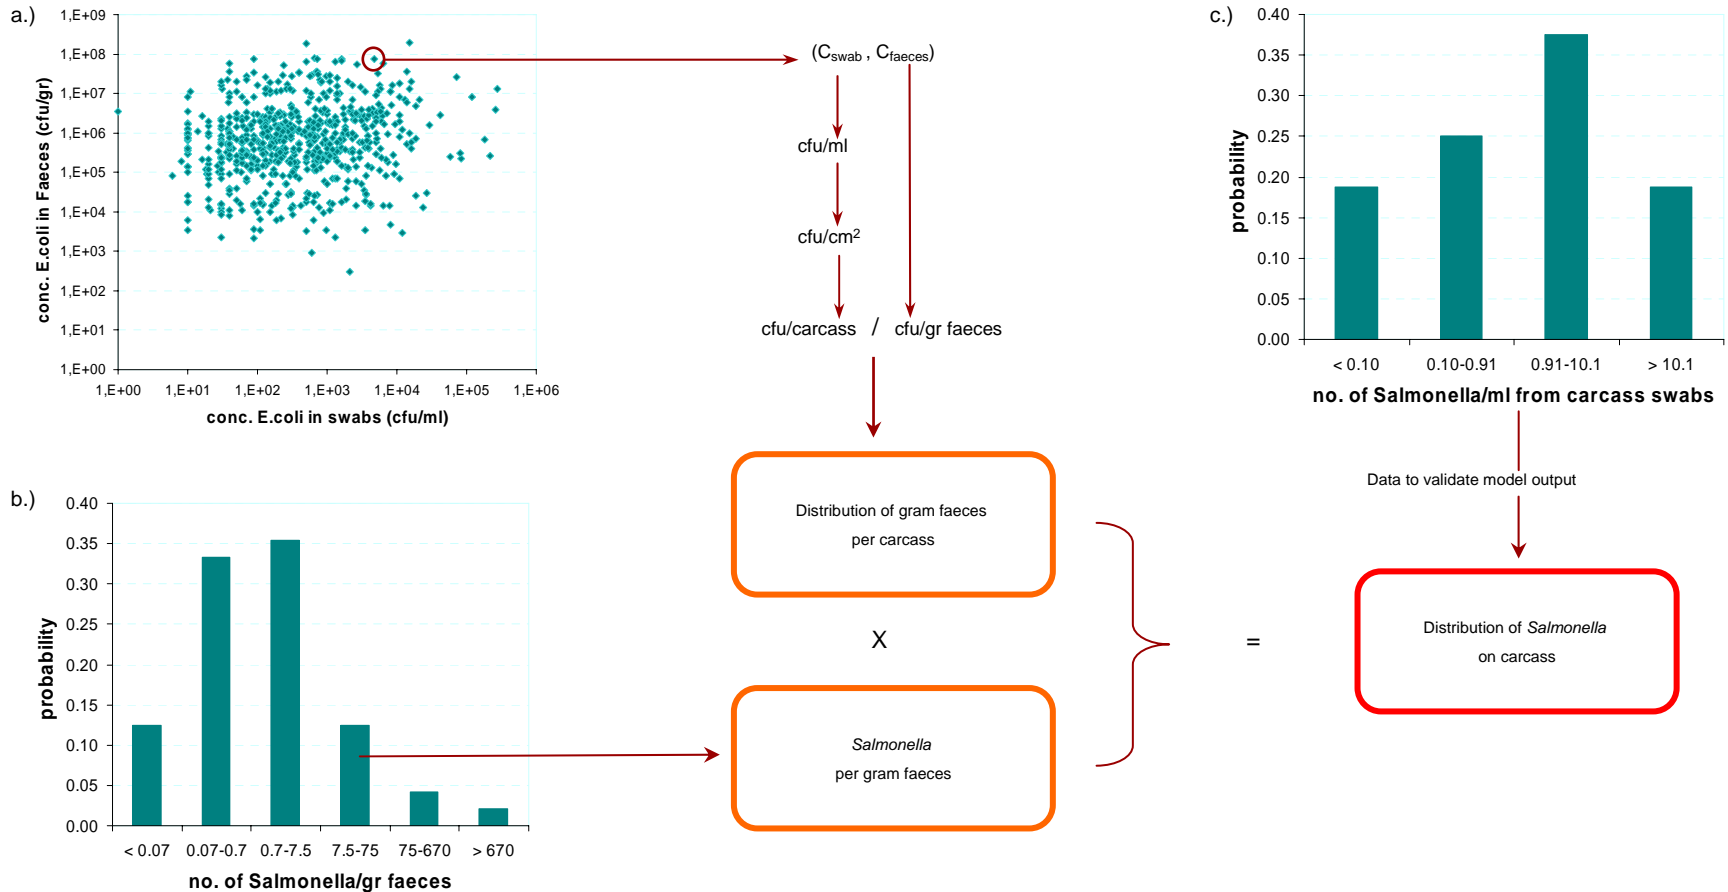 a.)
1,E+09
1,E+08
1,E+07
1,E+06
1,E+05
1,E+04
1,E+03
1,E+02
1,E+01
1,E+00
conc. E.coli in Faeces (cfu/gr)
1,E+00 1,E+01 1,E+02 1,E+03 1,E+04 1,E+05 1,E+06
conc. E.coli in swabs (cfu/ml)
(Cswab , Cfaeces)
cfu/ml
cfu/cm²
cfu/carcass / cfu/gr faeces
c.)
0.40
0.35
0.30
0.25
0.20
0.15
0.10
0.05
0.00
probability
< 0.10 0.10-0.91 0.91-10.1 > 10.1
no. of Salmonella/ml from carcass swabs
Data to validate model output
b.)
0.40
0.35
0.30
0.25
0.20
0.15
0.10
0.05
0.00
probability
< 0.07 0.07-0.7 0.7-7.5 7.5-75 75-670 > 670
no. of Salmonella/gr faeces
Distribution of gram faeces
per carcass
X
Salmonella
per gram faeces
=
Distribution of Salmonella
on carcass